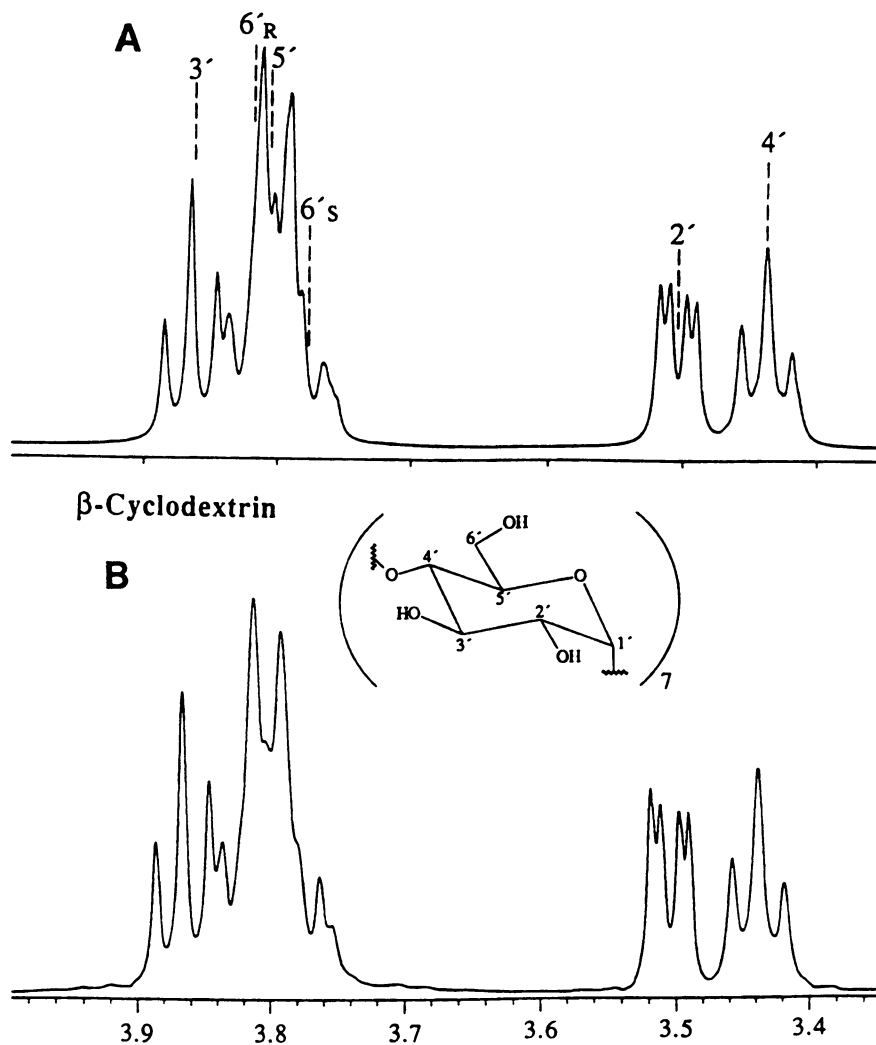 A
3´
6´R
5´
6´S
2´
4´
β-Cyclodextrin
B
6´
OH
4´
O
O
5´
HO
2´
3´
OH
1´
7
3.9 3.8 3.7 3.6 3.5 3.4